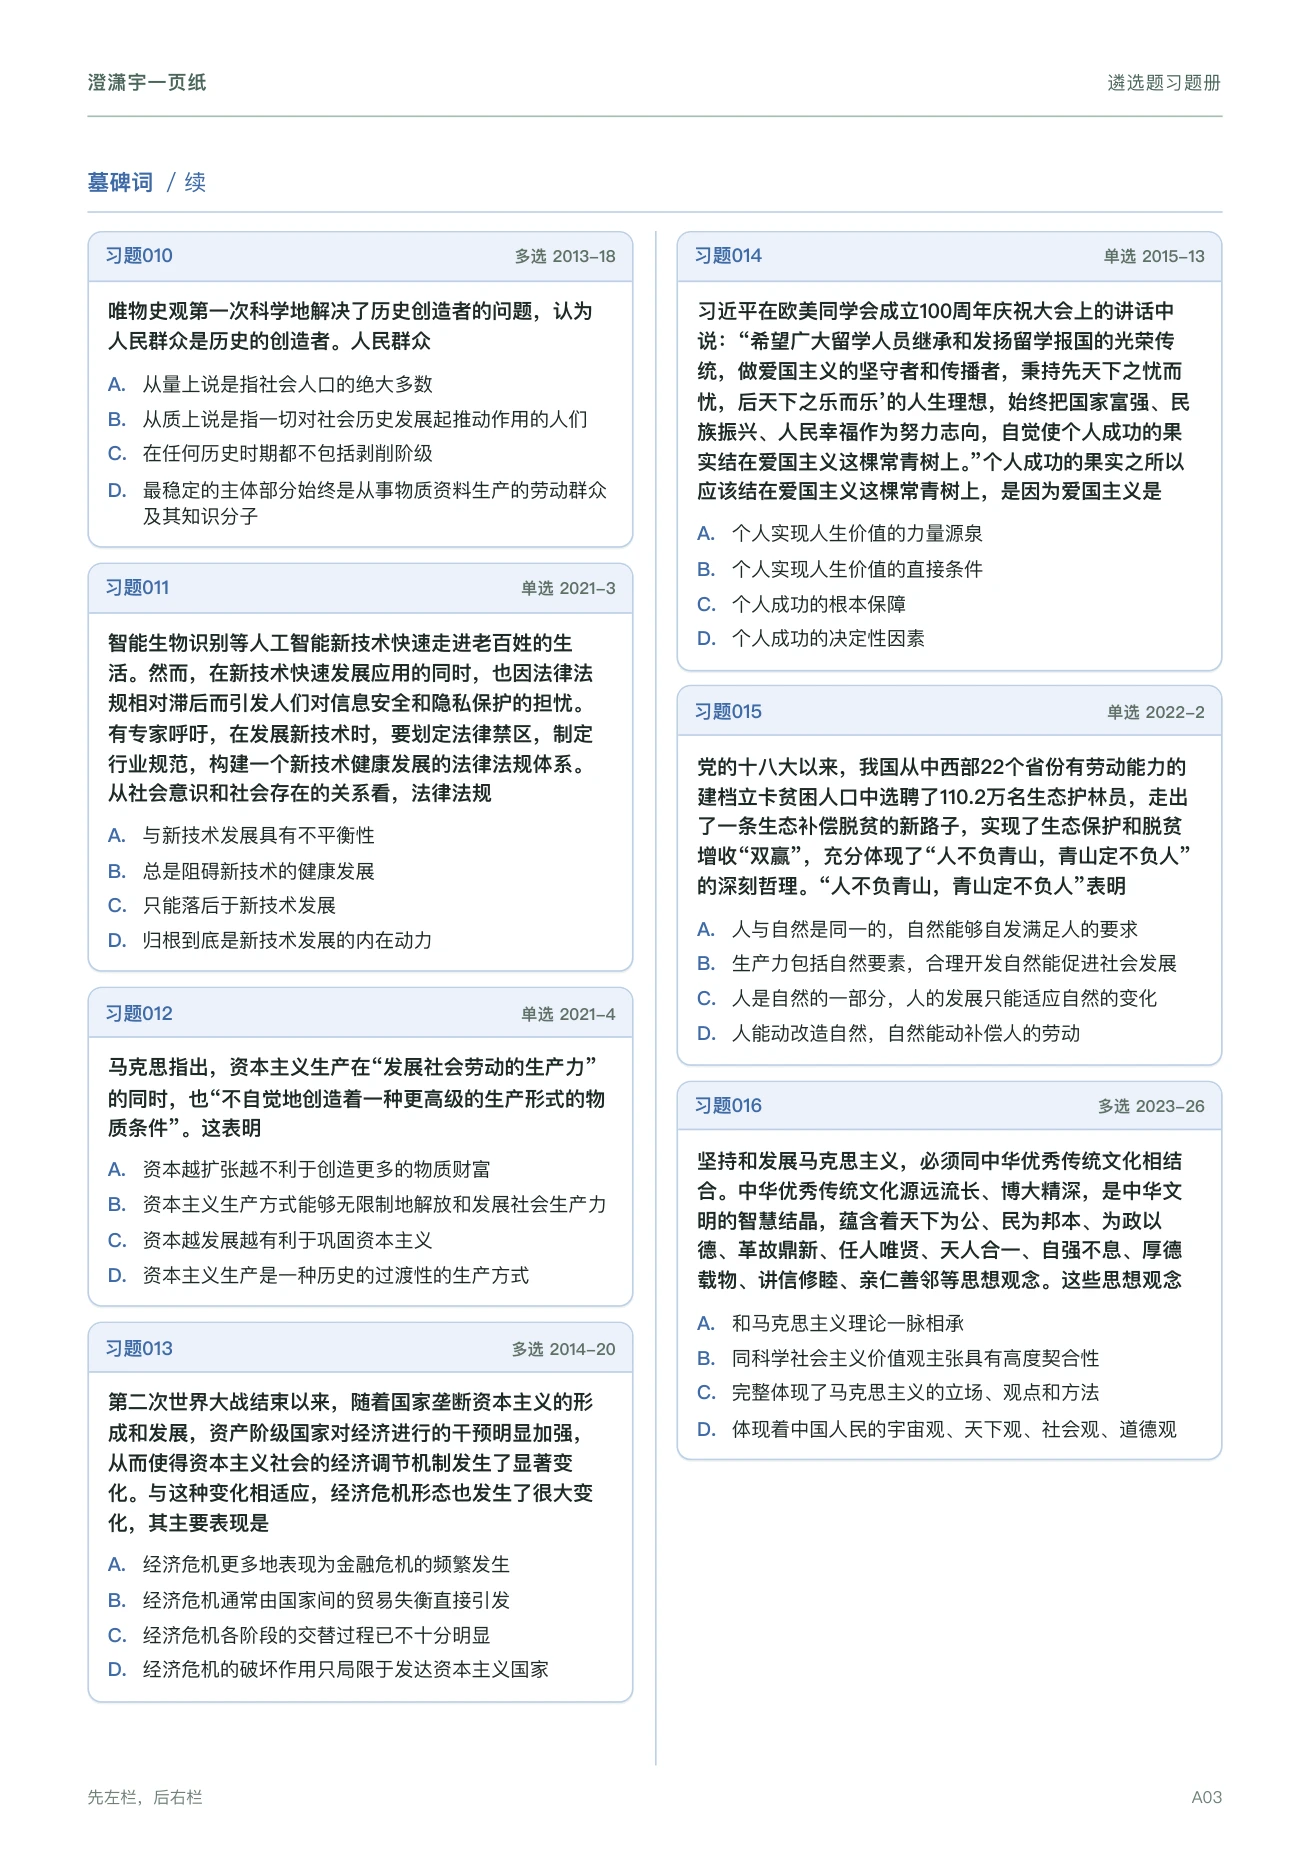 澄潇宇一页纸
遴选题习题册
墓碑词 / 续
习题010
多选 2013–18
唯物史观第一次科学地解决了历史创造者的问题，认为
人民群众是历史的创造者。人民群众
A. 从量上说是指社会人口的绝大多数
B. 从质上说是指一切对社会历史发展起推动作用的人们
C. 在任何历史时期都不包括剥削阶级
D. 最稳定的主体部分始终是从事物质资料生产的劳动群众
及其知识分子
习题011
单选 2021–3
智能生物识别等人工智能新技术快速走进老百姓的生
活。然而，在新技术快速发展应用的同时，也因法律法
规相对滞后而引发人们对信息安全和隐私保护的担忧。
有专家呼吁，在发展新技术时，要划定法律禁区，制定
行业规范，构建一个新技术健康发展的法律法规体系。
从社会意识和社会存在的关系看，法律法规
A. 与新技术发展具有不平衡性
B. 总是阻碍新技术的健康发展
C. 只能落后于新技术发展
D. 归根到底是新技术发展的内在动力
习题012
单选 2021–4
马克思指出，资本主义生产在“发展社会劳动的生产力”
的同时，也“不自觉地创造着一种更高级的生产形式的物
质条件”。这表明
A. 资本越扩张越不利于创造更多的物质财富
B. 资本主义生产方式能够无限制地解放和发展社会生产力
C. 资本越发展越有利于巩固资本主义
D. 资本主义生产是一种历史的过渡性的生产方式
习题013
多选 2014–20
第二次世界大战结束以来，随着国家垄断资本主义的形
成和发展，资产阶级国家对经济进行的干预明显加强，
从而使得资本主义社会的经济调节机制发生了显著变
化。与这种变化相适应，经济危机形态也发生了很大变
化，其主要表现是
A. 经济危机更多地表现为金融危机的频繁发生
B. 经济危机通常由国家间的贸易失衡直接引发
C. 经济危机各阶段的交替过程已不十分明显
D. 经济危机的破坏作用只局限于发达资本主义国家
习题014
单选 2015–13
习近平在欧美同学会成立100周年庆祝大会上的讲话中
说：“希望广大留学人员继承和发扬留学报国的光荣传
统，做爱国主义的坚守者和传播者，秉持先天下之忧而
忧，后天下之乐而乐’的人生理想，始终把国家富强、民
族振兴、人民幸福作为努力志向，自觉使个人成功的果
实结在爱国主义这棵常青树上。”个人成功的果实之所以
应该结在爱国主义这棵常青树上，是因为爱国主义是
A. 个人实现人生价值的力量源泉
B. 个人实现人生价值的直接条件
C. 个人成功的根本保障
D. 个人成功的决定性因素
习题015
单选 2022–2
党的十八大以来，我国从中西部22个省份有劳动能力的
建档立卡贫困人口中选聘了110.2万名生态护林员，走出
了一条生态补偿脱贫的新路子，实现了生态保护和脱贫
增收“双赢”，充分体现了“人不负青山，青山定不负人”
的深刻哲理。“人不负青山，青山定不负人”表明
A. 人与自然是同一的，自然能够自发满足人的要求
B. 生产力包括自然要素，合理开发自然能促进社会发展
C. 人是自然的一部分，人的发展只能适应自然的变化
D. 人能动改造自然，自然能动补偿人的劳动
习题016
多选 2023–26
坚持和发展马克思主义，必须同中华优秀传统文化相结
合。中华优秀传统文化源远流长、博大精深，是中华文
明的智慧结晶，蕴含着天下为公、民为邦本、为政以
德、革故鼎新、任人唯贤、天人合一、自强不息、厚德
载物、讲信修睦、亲仁善邻等思想观念。这些思想观念
A. 和马克思主义理论一脉相承
B. 同科学社会主义价值观主张具有高度契合性
C. 完整体现了马克思主义的立场、观点和方法
D. 体现着中国人民的宇宙观、天下观、社会观、道德观
先左栏，后右栏
A03